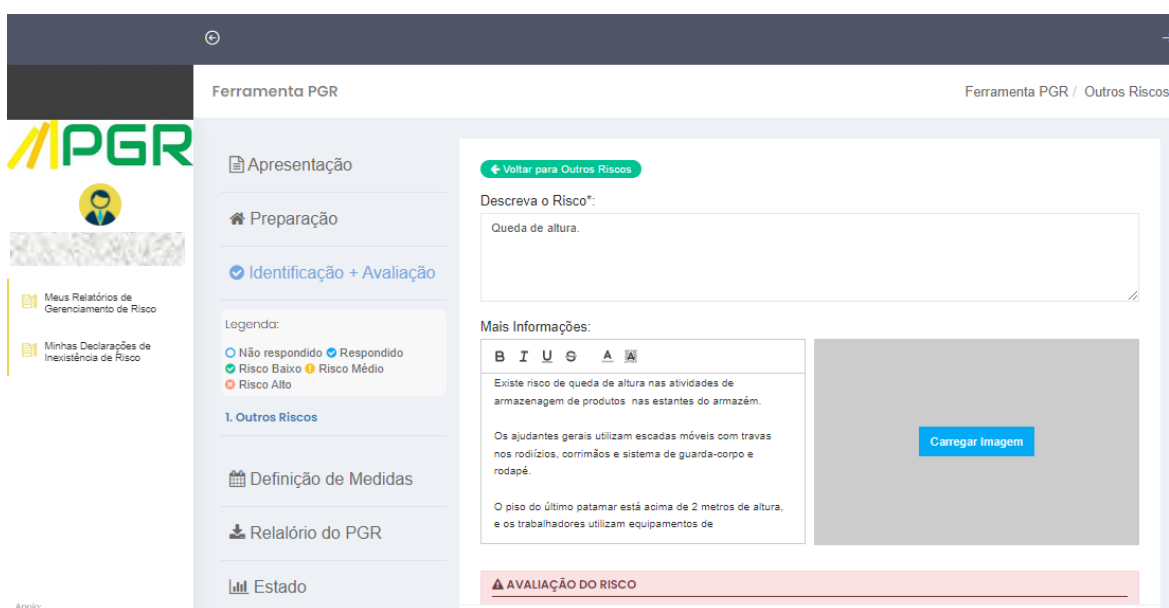 Ferramenta PGR
Ferramenta PGR / Outros Riscos
PGR
Meus Relatórios de
Gerenciamento de Risco
Minhas Declarações de
Inexistência de Risco
Apoio:
Apresentação
Preparação
Identificação + Avaliação
Legenda:
Não respondido Respondido
Risco Baixo Risco Médio
Risco Alto
1. Outros Riscos
Definição de Medidas
Relalório do PGR
Estado
Voltar para Outros Riscos
Descreva o Risco*:
Queda de altura.
Mais Informações:
B I U S A A
Existe risco de queda de altura nas atividades de
armazenagem de produtos nas estantes do armazém.
Os ajudantes gerais utilizam escadas móveis com travas
nos rodiízios, corrimãos e sistema de guarda-corpo e
rodapé.
O piso do último patamar está acima de 2 metros de altura,
e os trabalhadores utilizam equipamentos de
Carregar Imagem
AVALIAÇÃO DO RISCO